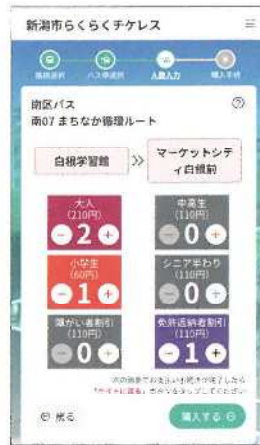 新潟市らくらくチケレス
路線選択 バス停選択 人数入力 購入手続
南区バス
南07 まちなか循環ルート
白根学習館
マーケットシテ
ィ白根前
大人
(210円)
2
中高生
(110円)
0
小学生
(60円)
1
シニア半わり
(110円)
0
障がい者割引
(110円)
0
免許返納者割引
(110円)
1
戻る
購入する